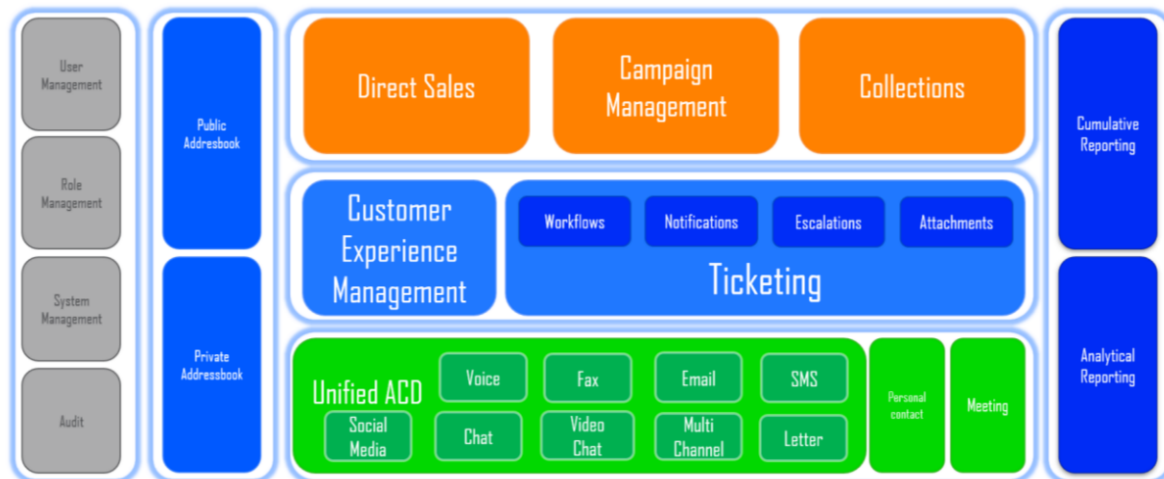 User
Management
Role
Management
System
Management
Audit
Public
Addresbook
Private
Addressbook
Direct Sales
Campaign
Management
Collections
Customer
Experience
Management
Workflows
Notifications
Escalations
Attachments
Ticketing
Unified ACD
Voice
Fax
Email
SMS
Social
Media
Chat
Video
Chat
Multi
Channel
Letter
Personal
contact
Meeting
Cumulative
Reporting
Analytical
Reporting